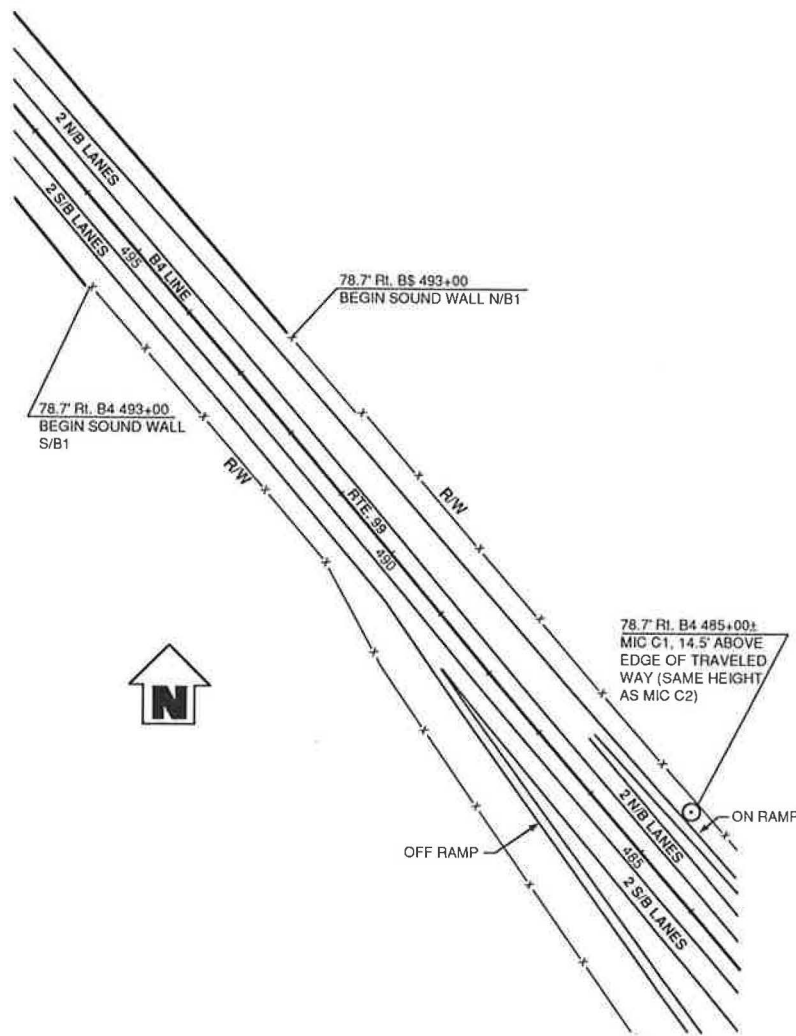 2 N/B LANES
2 S/B LANES
495
B4 LINE
78.7' Rt. B$ 493+00
BEGIN SOUND WALL N/B1
78.7' Rt. B4 493+00
BEGIN SOUND WALL
S/B1
R/W
R/W
RTE. 99
490
78.7' Rt. B4 485+00±
MIC C1, 14.5' ABOVE
EDGE OF TRAVELED
WAY (SAME HEIGHT
AS MIC C2)
N
2 N/B LANES
ON RAMP
OFF RAMP
485
2 S/B LANES